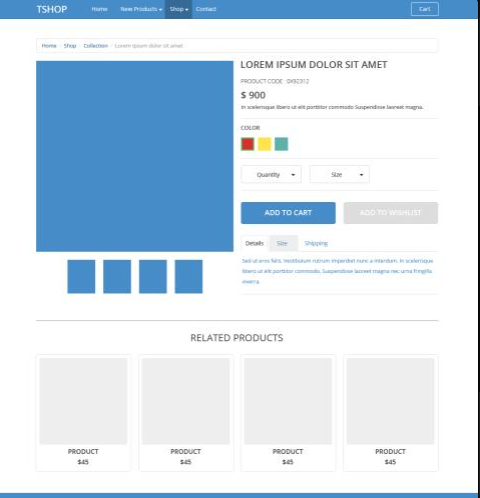 TSHOP Home New Products Shop Contact Cart
Home Shop Collection Lorem ipsum dolor sit amet
LOREM IPSUM DOLOR SIT AMET
PRODUCT CODE : 0X92312
$ 900
In scelerisque libero ut elit porttitor commodo Suspendisse laoreet magna.
COLOR
Quantity Size
ADD TO CART ADD TO WISHLIST
Details Size Shipping
Sed ut eros felis. Vestibulum rutrum imperdiet nunc a interdum. In scelerisque
libero ut elit porttitor commodo. Suspendisse laoreet magna nec urna fringilla
viverra.
RELATED PRODUCTS
PRODUCT PRODUCT PRODUCT PRODUCT
$45 $45 $45 $45